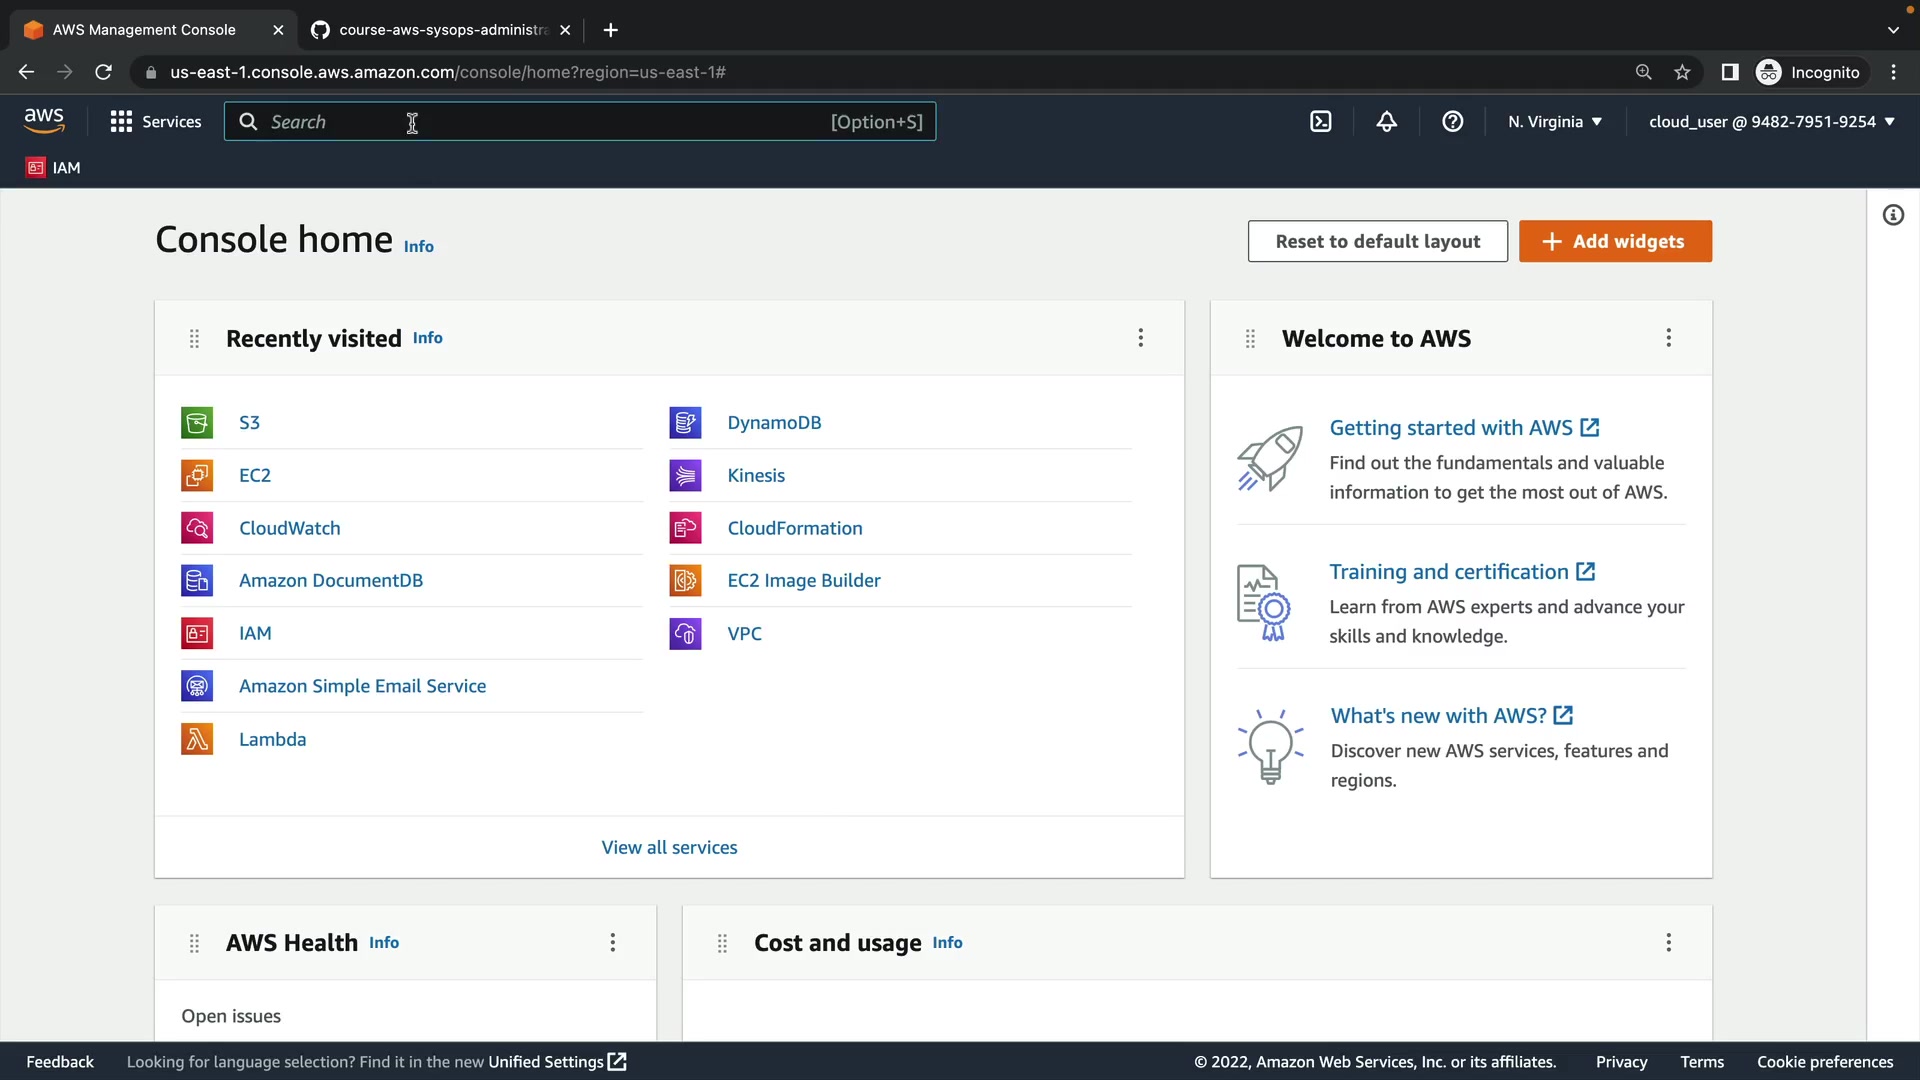 AWS Management Console
course-aws-sysops-administra
us-east-1.console.aws.amazon.com/console/home?region=us-east-1#
Incognito
aws
Services
Search
[Option+S]
N. Virginia
cloud_user @ 9482-7951-9254
IAM
Console home Info
Reset to default layout
+ Add widgets
Recently visited Info
S3
EC2
CloudWatch
Amazon DocumentDB
IAM
Amazon Simple Email Service
Lambda
DynamoDB
Kinesis
CloudFormation
EC2 Image Builder
VPC
View all services
Welcome to AWS
Getting started with AWS
Find out the fundamentals and valuable
information to get the most out of AWS.
Training and certification
Learn from AWS experts and advance your
skills and knowledge.
What's new with AWS?
Discover new AWS services, features and
regions.
AWS Health Info
Open issues
Cost and usage Info
Feedback
Looking for language selection? Find it in the new Unified Settings
© 2022, Amazon Web Services, Inc. or its affiliates.
Privacy
Terms
Cookie preferences